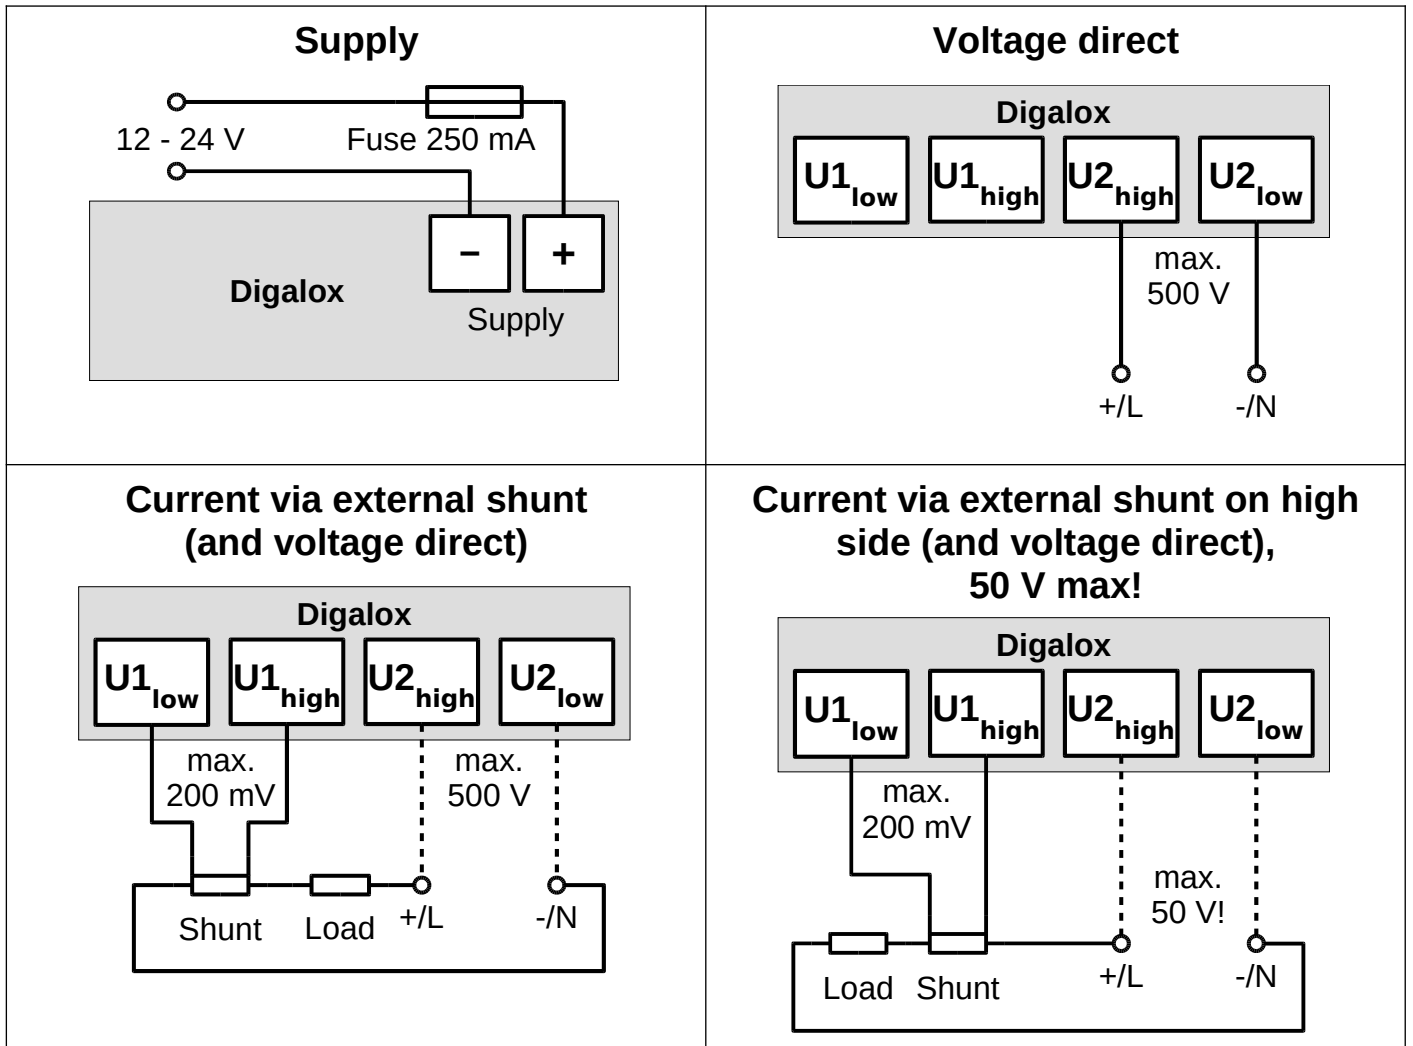 Supply
12 - 24 V
Fuse 250 mA
− +
Digalox
Supply
Voltage direct
Digalox
U1low U1high U2high U2low
max.
500 V
+/L -/N
Current via external shunt
(and voltage direct)
Digalox
U1low U1high U2high U2low
max.
200 mV
max.
500 V
Shunt Load +/L -/N
Current via external shunt on high
side (and voltage direct),
50 V max!
Digalox
U1low U1high U2high U2low
max.
200 mV
max.
50 V!
Load Shunt +/L -/N